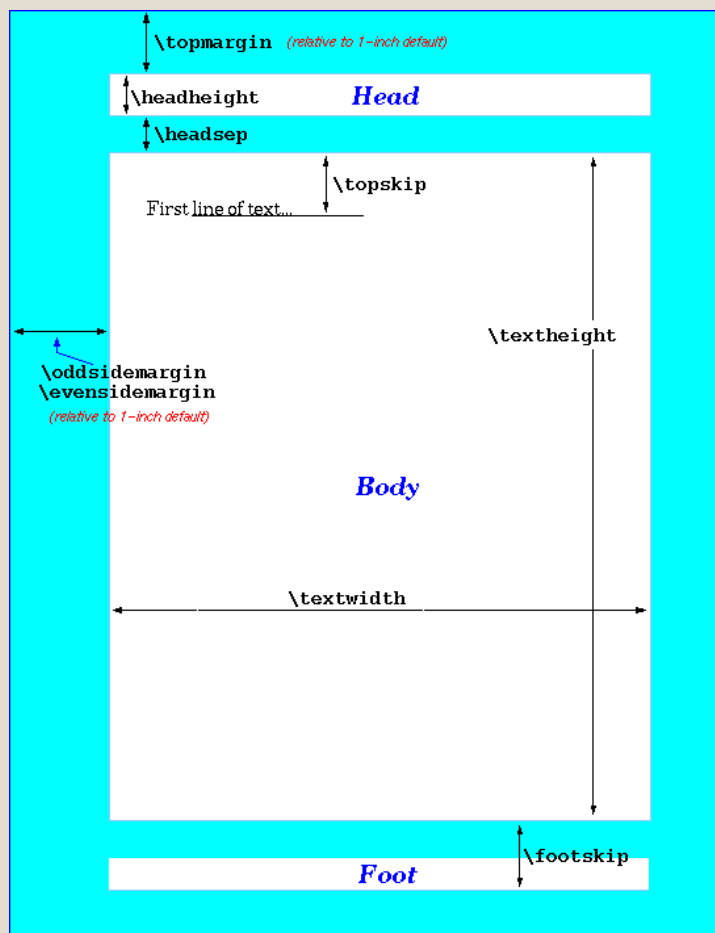 \topmargin (relative to 1-inch default)
\headheight Head
\headsep
\topskip
First line of text...
\textheight
\oddsidemargin
\evensidemargin
(relative to 1-inch default)
Body
\textwidth
\footskip
Foot